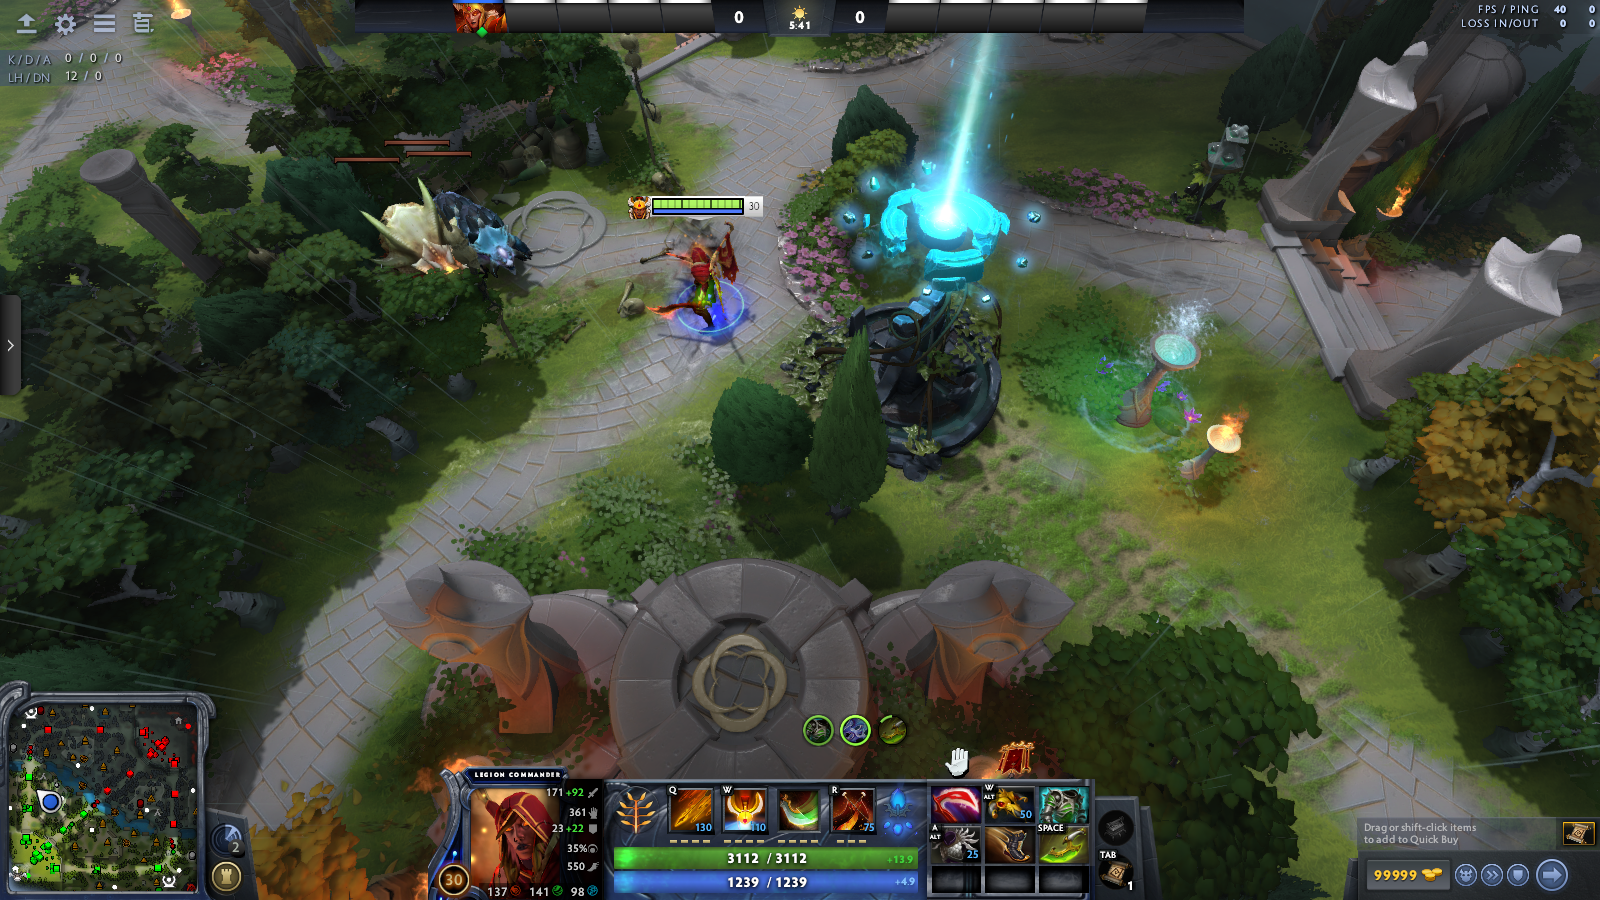 0
5:41
0
FPS / PING 40 0
LOSS IN/OUT 0 0
K/D/A 0 / 0 / 0
LH/DN 12 / 0
30
2
LEGION COMMANDER
171 +92
361
23 +22
35%
550
30
137 141 98
Q
130
W
110
R
75
3112 / 3112
+13.9
1239 / 1239
+4.9
W
ALT
50
A
ALT
25
SPACE
TAB
1
Drag or shift-click items
to add to Quick Buy
99999